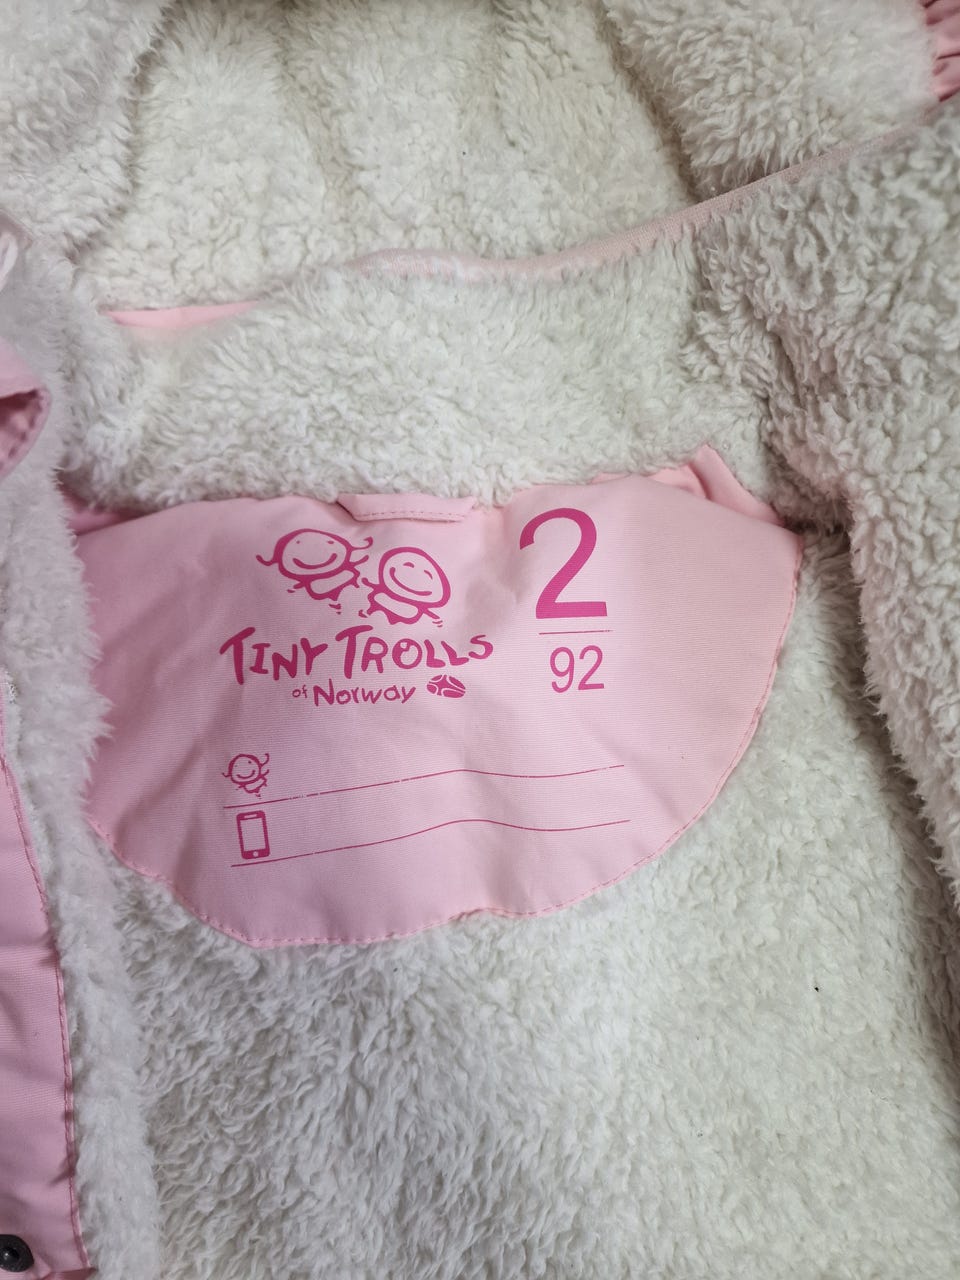 TINY TROLLS
of Norway
2
92